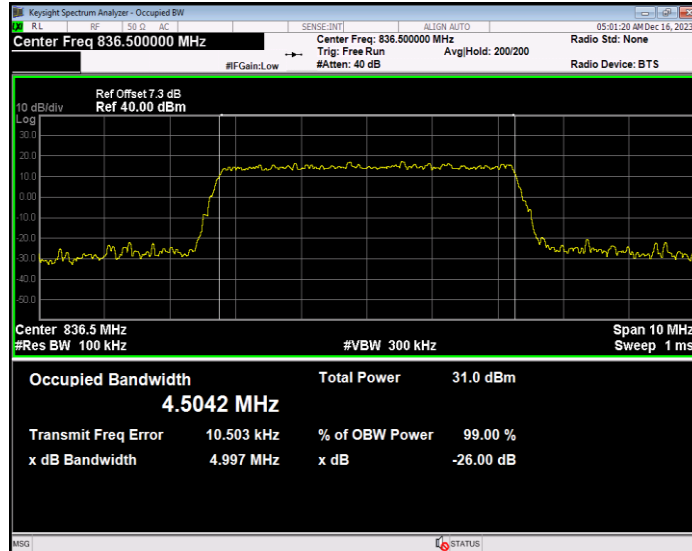 Keysight Spectrum Analyzer - Occupied BW
RL RF 50 Ω AC SENSE:INT ALIGN AUTO 05:01:20 AM Dec 16, 2023
Center Freq 836.500000 MHz
Center Freq: 836.500000 MHz Radio Std: None
Trig: Free Run Avg|Hold: 200/200
#IFGain:Low #Atten: 40 dB Radio Device: BTS
Ref Offset 7.3 dB
10 dB/div Ref 40.00 dBm
Log
30.0
20.0
10.0
0.00
-10.0
-20.0
-30.0
-40.0
-50.0
Center 836.5 MHz Span 10 MHz
#Res BW 100 kHz #VBW 300 kHz Sweep 1 ms
Occupied Bandwidth Total Power 31.0 dBm
4.5042 MHz
Transmit Freq Error 10.503 kHz % of OBW Power 99.00 %
x dB Bandwidth 4.997 MHz x dB -26.00 dB
MSG STATUS